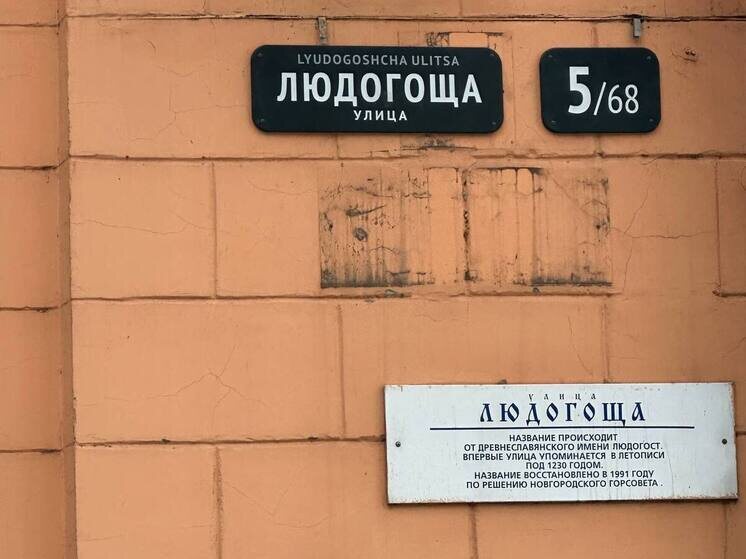 LYUDOGOSHCHA ULITSA
ЛЮДОГОЩА
УЛИЦА
5/68
улица
ЛЮДОГОЩА
НАЗВАНИЕ ПРОИСХОДИТ
ОТ ДРЕВНЕСЛАВЯНСКОГО ИМЕНИ ЛЮДОГОСТ.
ВПЕРВЫЕ УЛИЦА УПОМИНАЕТСЯ В ЛЕТОПИСИ
ПОД 1230 ГОДОМ.
НАЗВАНИЕ ВОССТАНОВЛЕНО В 1991 ГОДУ
ПО РЕШЕНИЮ НОВГОРОДСКОГО ГОРСОВЕТА .